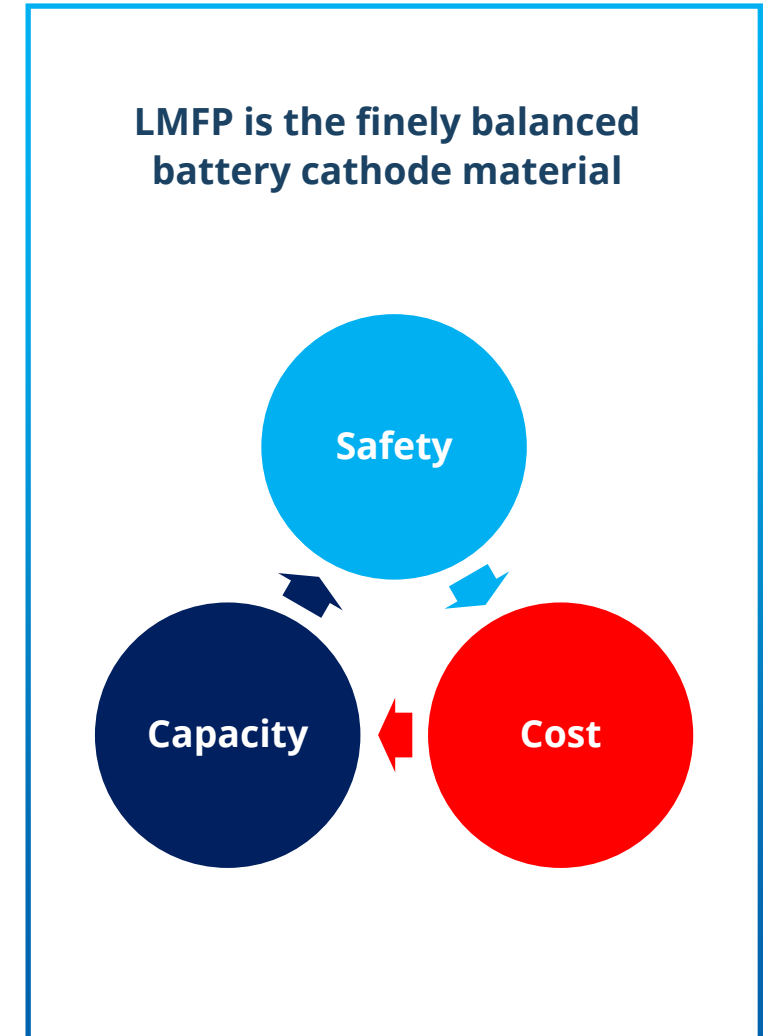 LMFP is the finely balanced
battery cathode material
Safety
Capacity
Cost